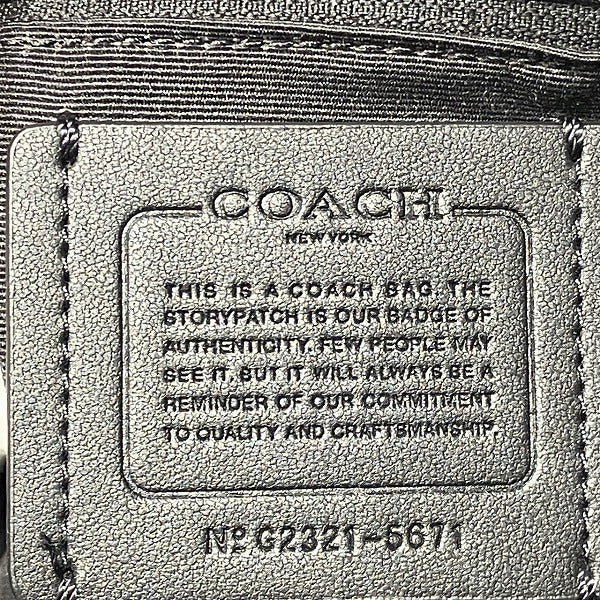 COACH
NEW YORK
THIS IS A COACH BAG. THE
STORYPATCH IS OUR BADGE OF
AUTHENTICITY. FEW PEOPLE MAY
SEE IT, BUT IT WILL ALWAYS BE A
REMINDER OF OUR COMMITMENT
TO QUALITY AND CRAFTSMANSHIP.
Nº G2321-5671